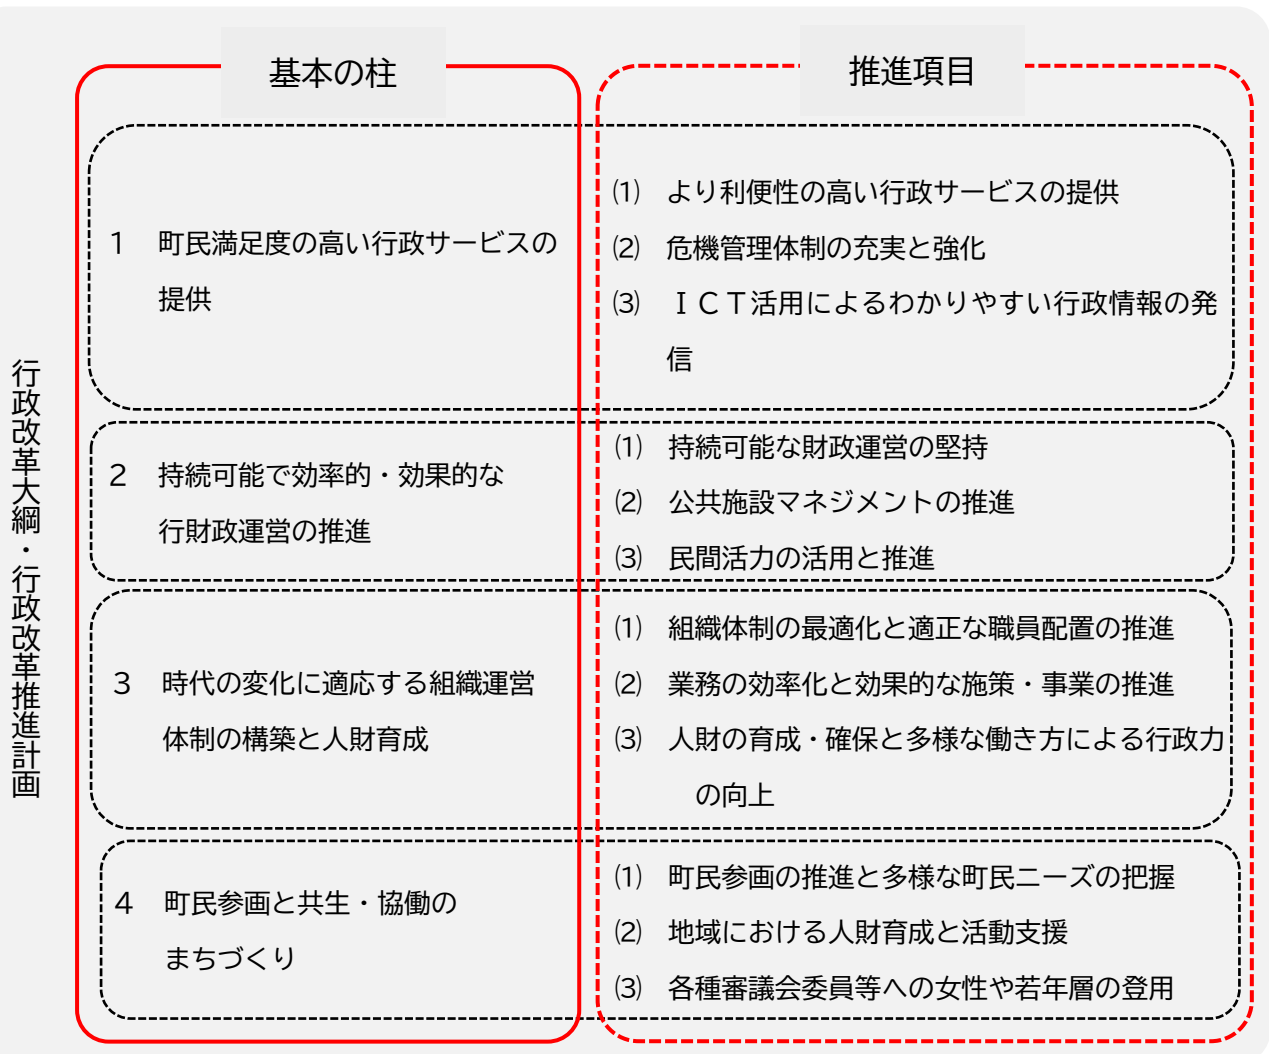 行政改革大綱・行政改革推進計画
基本の柱
推進項目
1 町民満足度の高い行政サービスの
提供
⑴ より利便性の高い行政サービスの提供
⑵ 危機管理体制の充実と強化
⑶ ＩＣＴ活用によるわかりやすい行政情報の発
信
2 持続可能で効率的・効果的な
行財政運営の推進
⑴ 持続可能な財政運営の堅持
⑵ 公共施設マネジメントの推進
⑶ 民間活力の活用と推進
3 時代の変化に適応する組織運営
体制の構築と人財育成
⑴ 組織体制の最適化と適正な職員配置の推進
⑵ 業務の効率化と効果的な施策・事業の推進
⑶ 人財の育成・確保と多様な働き方による行政力
の向上
4 町民参画と共生・協働の
まちづくり
⑴ 町民参画の推進と多様な町民ニーズの把握
⑵ 地域における人財育成と活動支援
⑶ 各種審議会委員等への女性や若年層の登用